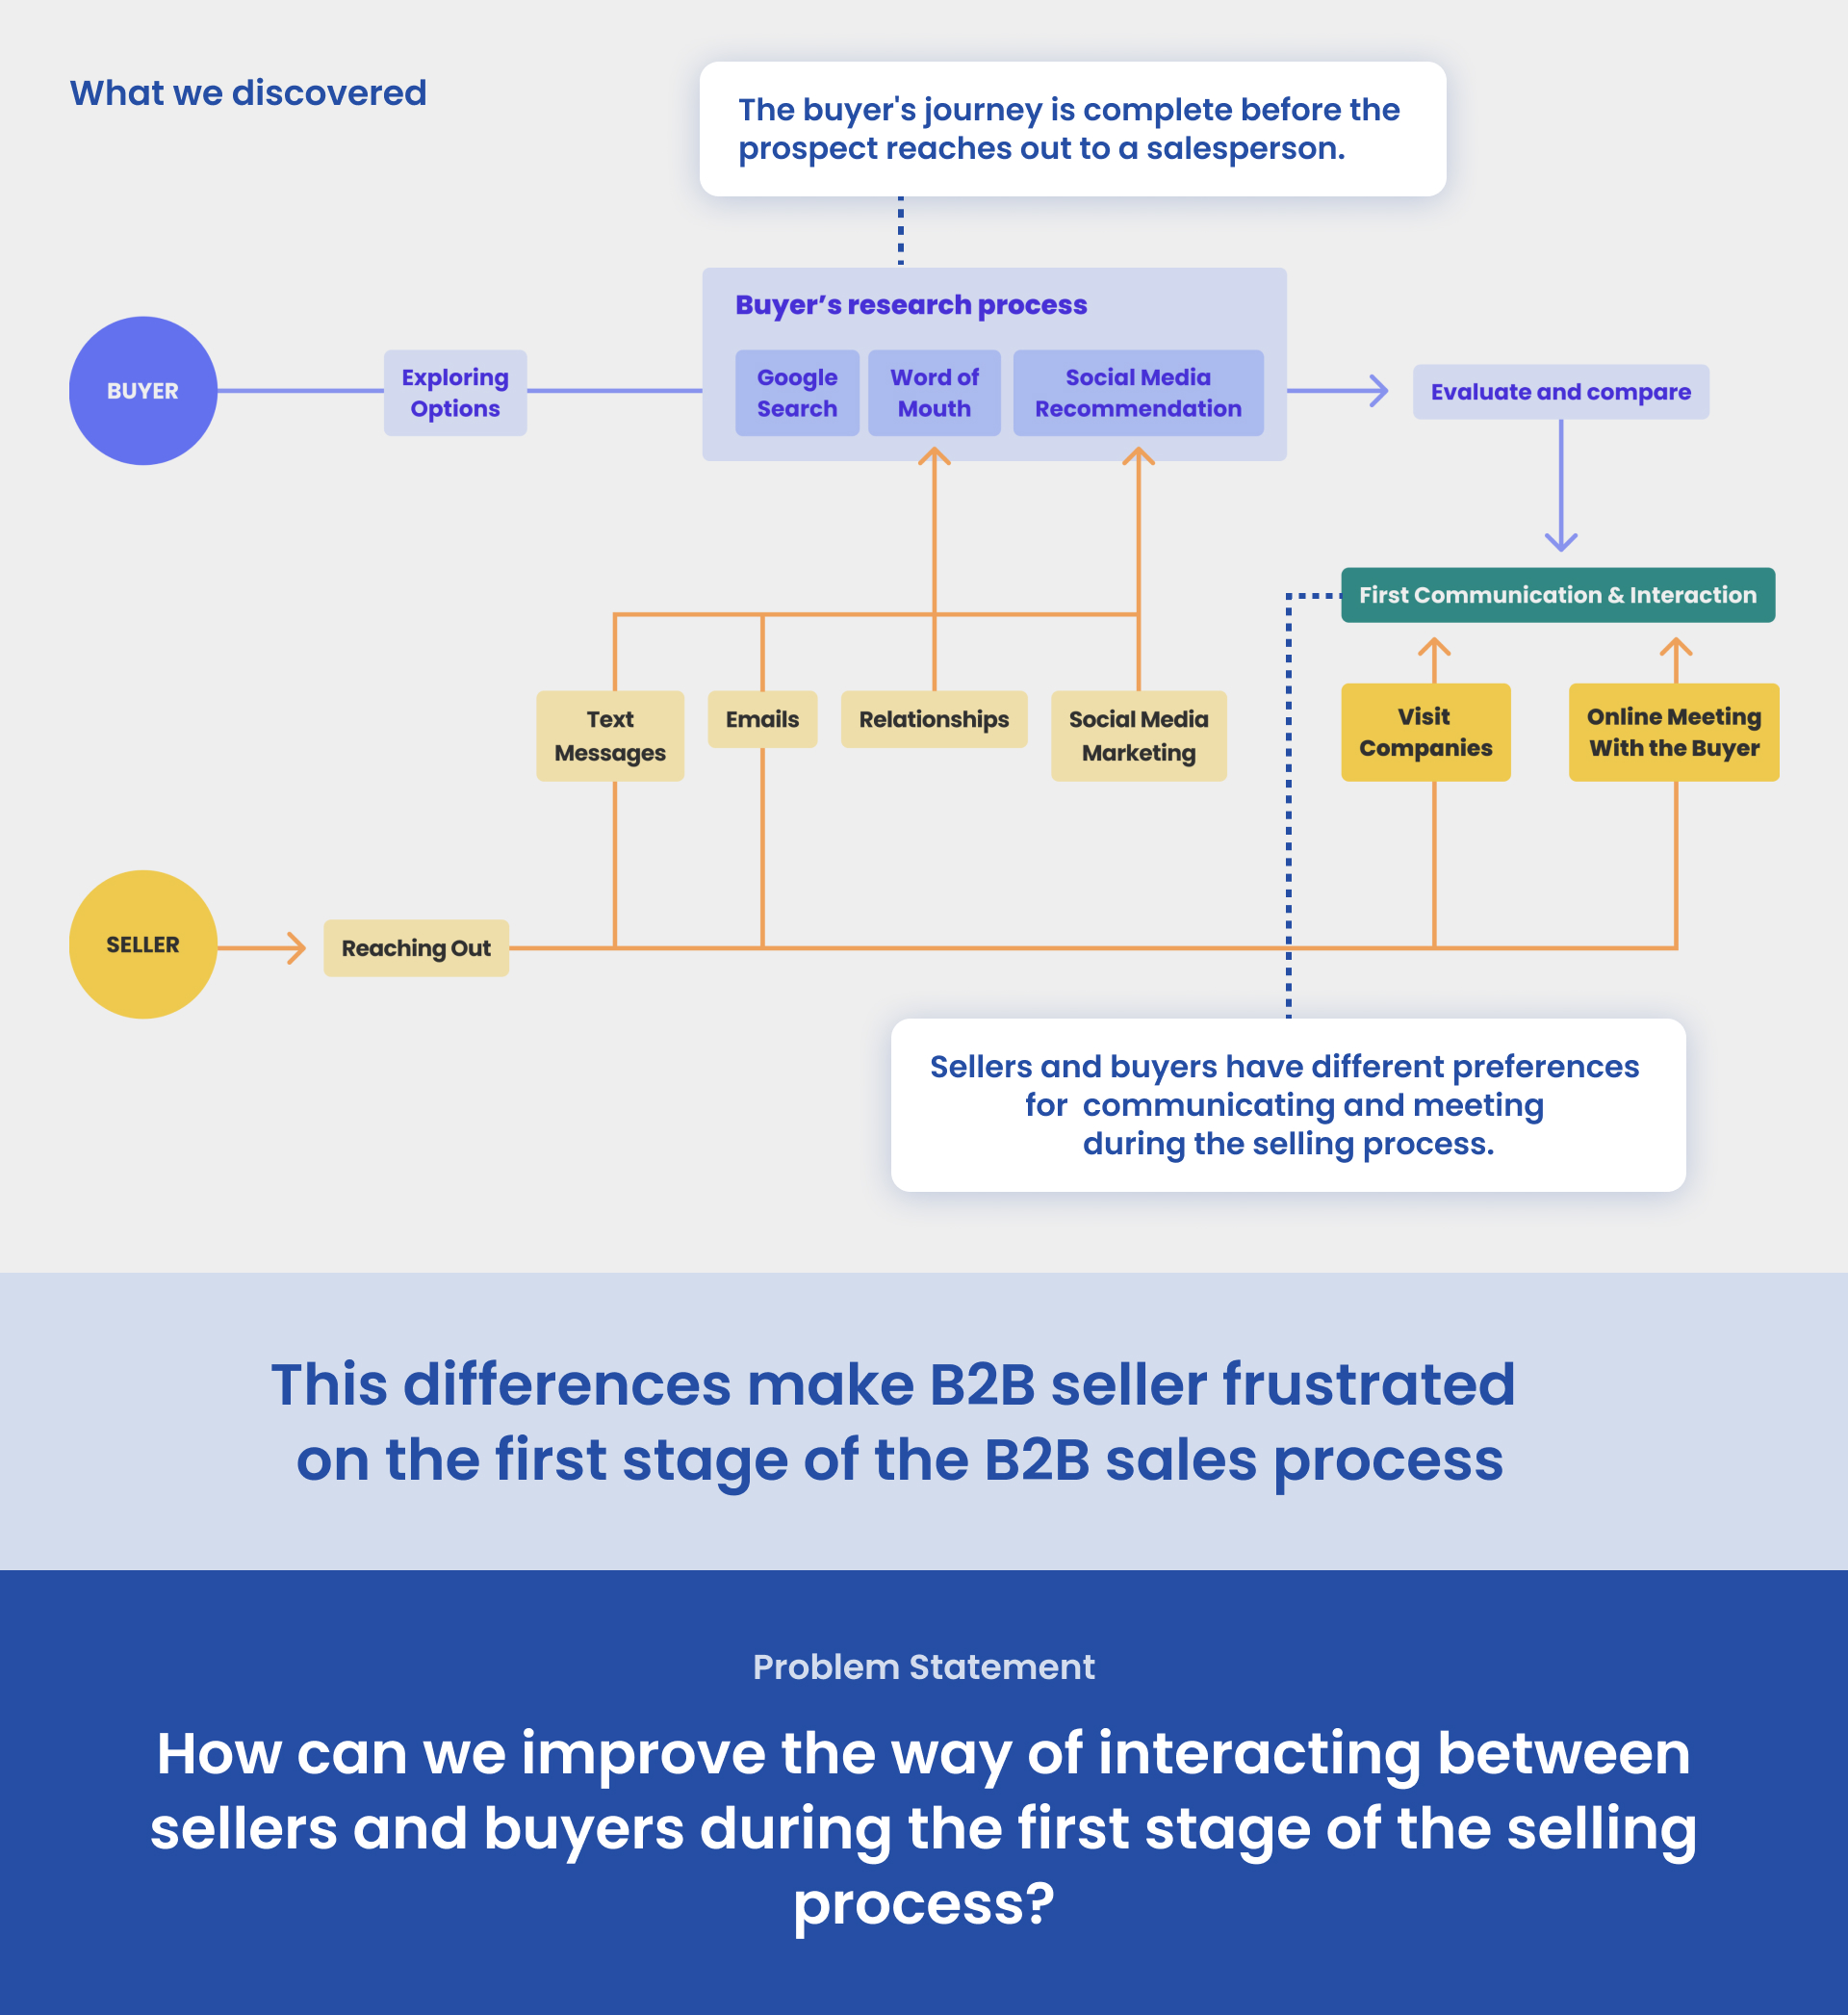 What we discovered
The buyer's journey is complete before the
prospect reaches out to a salesperson.
Buyer’s research process
BUYER
Exploring
Options
Google
Search
Word of
Mouth
Social Media
Recommendation
Evaluate and compare
First Communication & Interaction
Text
Messages
Emails
Relationships
Social Media
Marketing
Visit
Companies
Online Meeting
With the Buyer
SELLER
Reaching Out
Sellers and buyers have different preferences
for  communicating and meeting
during the selling process.
This differences make B2B seller frustrated
on the first stage of the B2B sales process
Problem Statement
How can we improve the way of interacting between
sellers and buyers during the first stage of the selling
process?